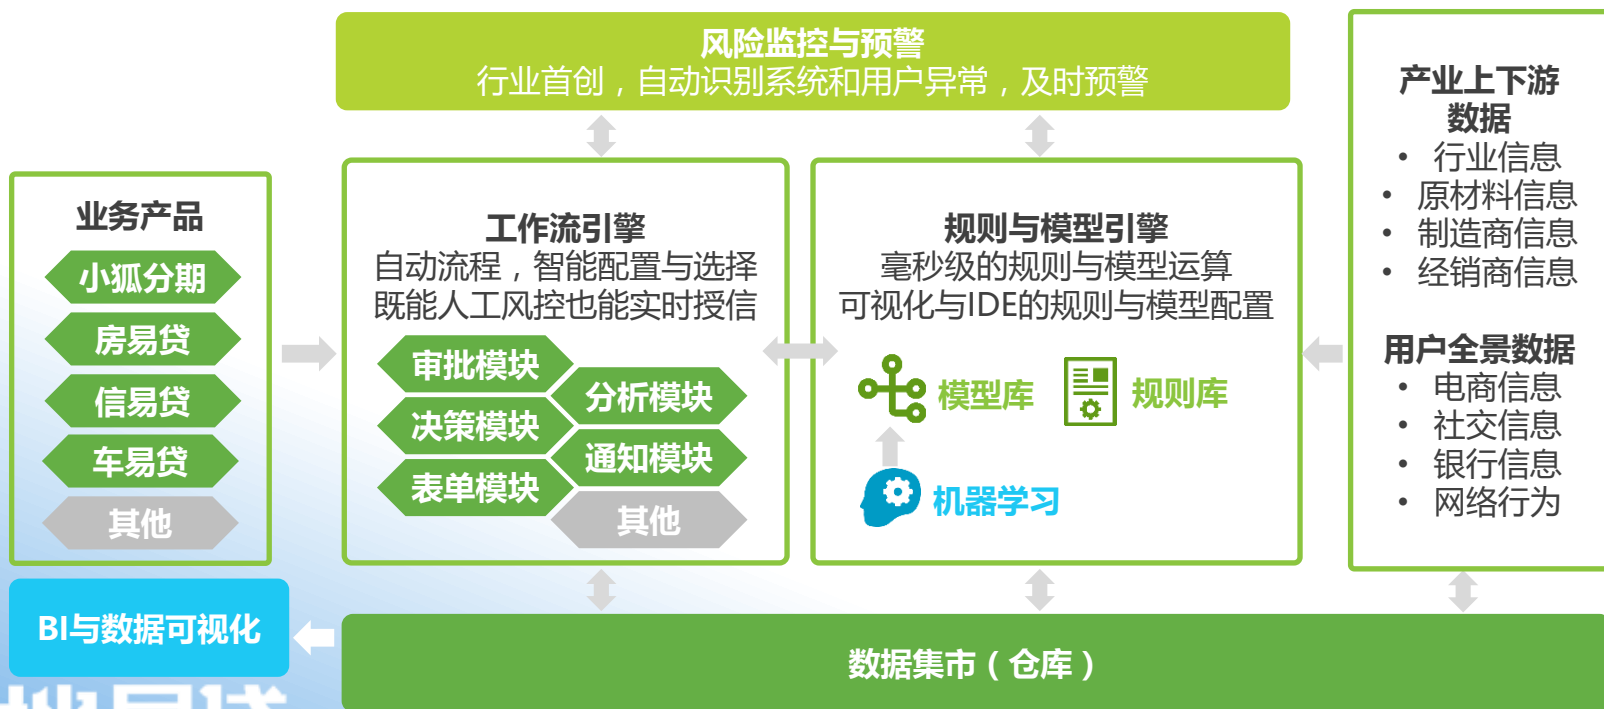 风险监控与预警
行业首创，自动识别系统和用户异常，及时预警
业务产品
小狐分期
房易贷
信易贷
车易贷
其他
BI与数据可视化
工作流引擎
自动流程，智能配置与选择
既能人工风控也能实时授信
审批模块
分析模块
决策模块
通知模块
表单模块
其他
规则与模型引擎
毫秒级的规则与模型运算
可视化与IDE的规则与模型配置
模型库
规则库
机器学习
产业上下游
数据
• 行业信息
• 原材料信息
• 制造商信息
• 经销商信息
用户全景数据
• 电商信息
• 社交信息
• 银行信息
• 网络行为
数据集市（仓库）